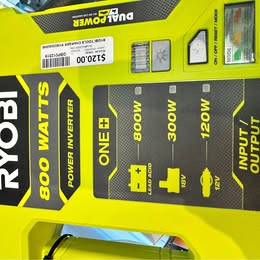 RYOBI
800 WATTS
POWER INVERTER
ONE+
800W
300W
120W
LEAD ACID
18V
12V
INPUT /
OUTPUT
DUAL
POWER
$120.00
ON / OFF / RESET / MODE
MODE